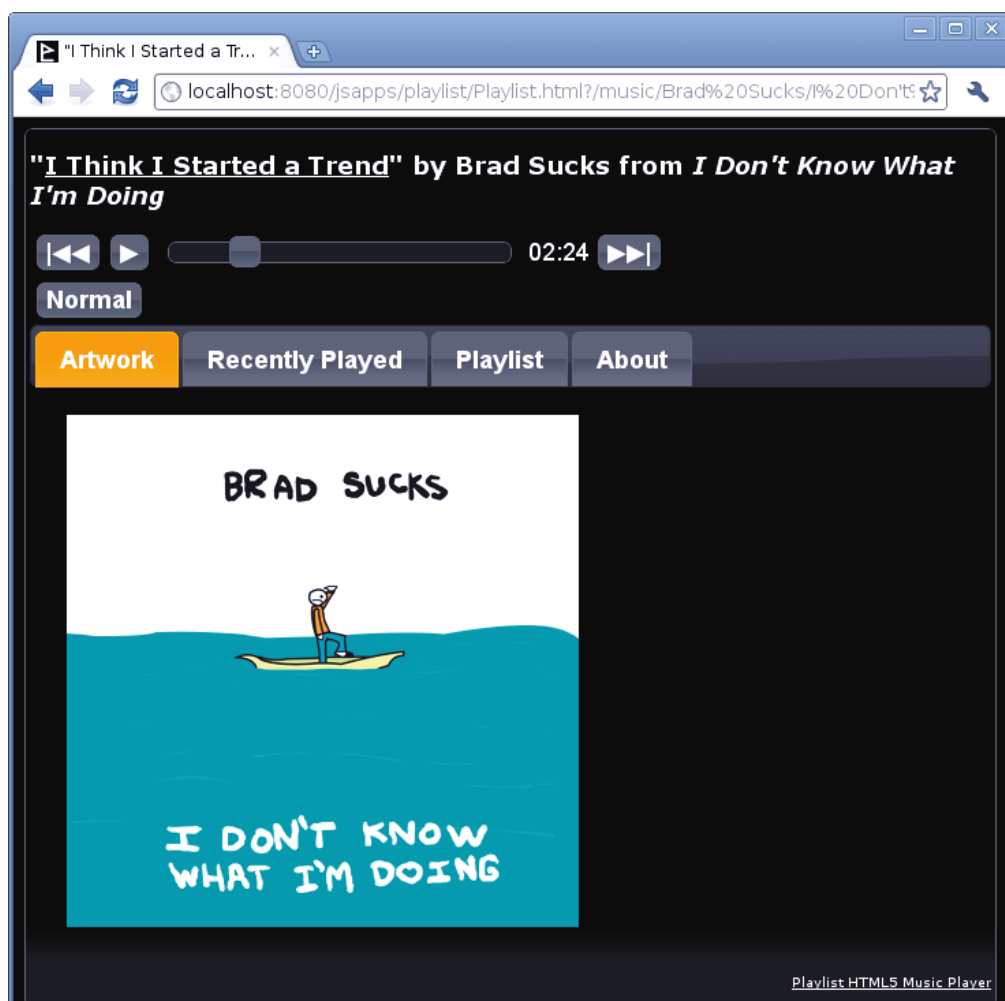 "I Think I Started a Tr...
localhost:8080/jsapps/playlist/Playlist.html?/music/Brad%20Sucks/I%20Don't%
"I Think I Started a Trend" by Brad Sucks from I Don't Know What
I'm Doing
02:24
Normal
Artwork Recently Played Playlist About
BRAD SUCKS
I DON'T KNOW
WHAT I'M DOING
Playlist HTML5 Music Player